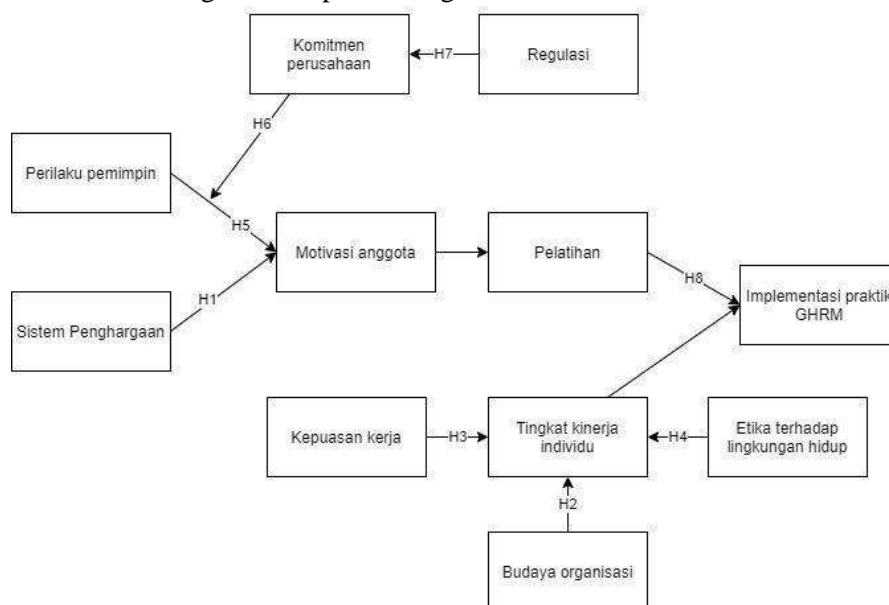 Komitmen
perusahaan
H7
Regulasi
H6
Perilaku pemimpin
H5
Motivasi anggota
Pelatihan
H8
Implementasi praktik
GHRM
H1
Sistem Penghargaan
Kepuasan kerja
H3
Tingkat kinerja
individu
H4
Etika terhadap
lingkungan hidup
H2
Budaya organisasi